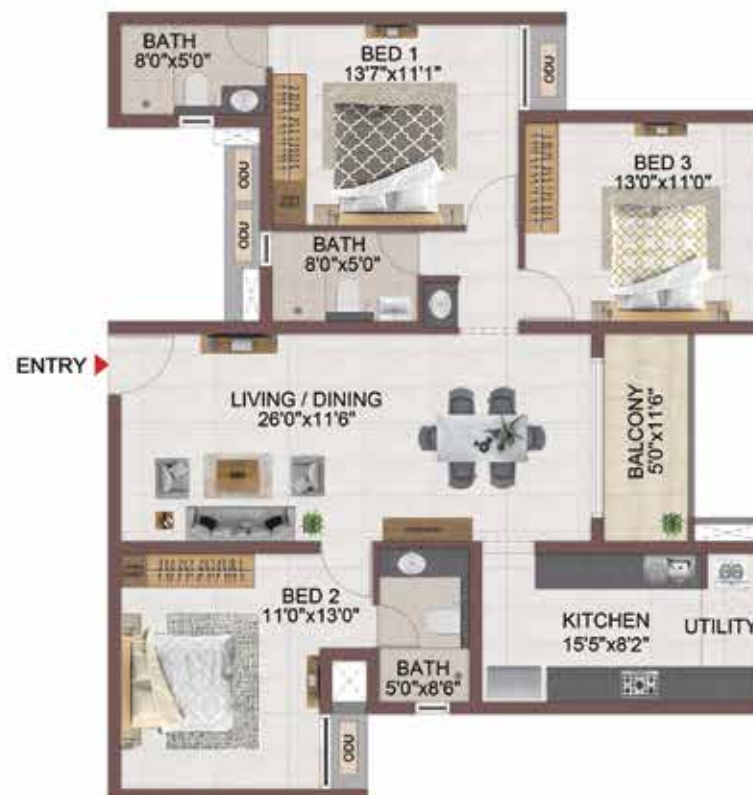 BATH
8'0"x5'0"
BED 1
13'7"x11'1"
ODU
BED 3
13'0"x11'0"
ODU
ODU
BATH
8'0"x5'0"
ENTRY
LIVING / DINING
26'0"x11'6"
BALCONY
5'0"x11'6"
BED 2
11'0"x13'0"
KITCHEN
15'5"x8'2"
UTILITY
BATH
5'0"x8'6"
ODU